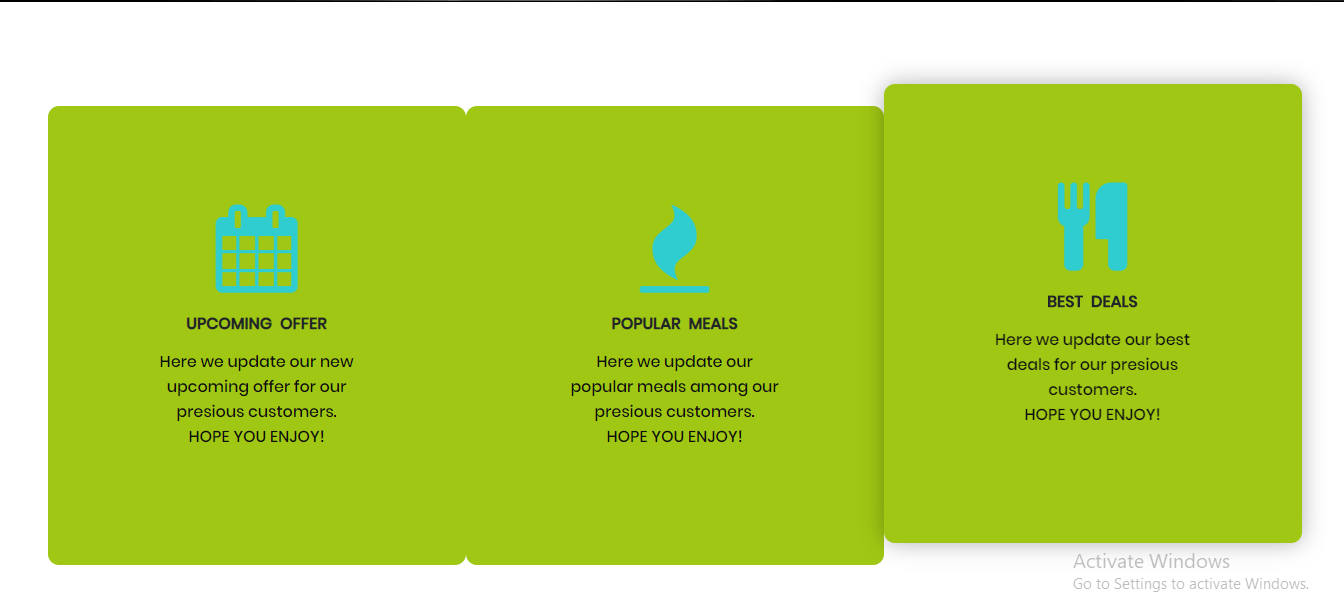 UPCOMING OFFER
Here we update our new
upcoming offer for our
presious customers.
HOPE YOU ENJOY!
POPULAR MEALS
Here we update our
popular meals among our
presious customers.
HOPE YOU ENJOY!
BEST DEALS
Here we update our best
deals for our presious
customers.
HOPE YOU ENJOY!
Activate Windows
Go to Settings to activate Windows.